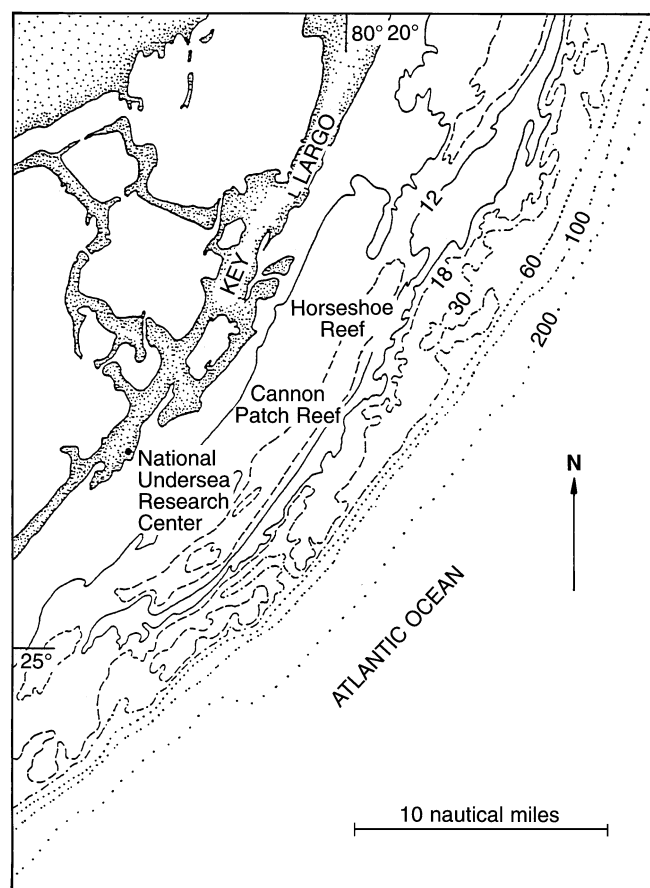 80° 20°
KEY LARGO
12
18
30
60
100
200
Horseshoe
Reef
Cannon
Patch Reef
National
Undersea
Research
Center
N
ATLANTIC OCEAN
25°
10 nautical miles